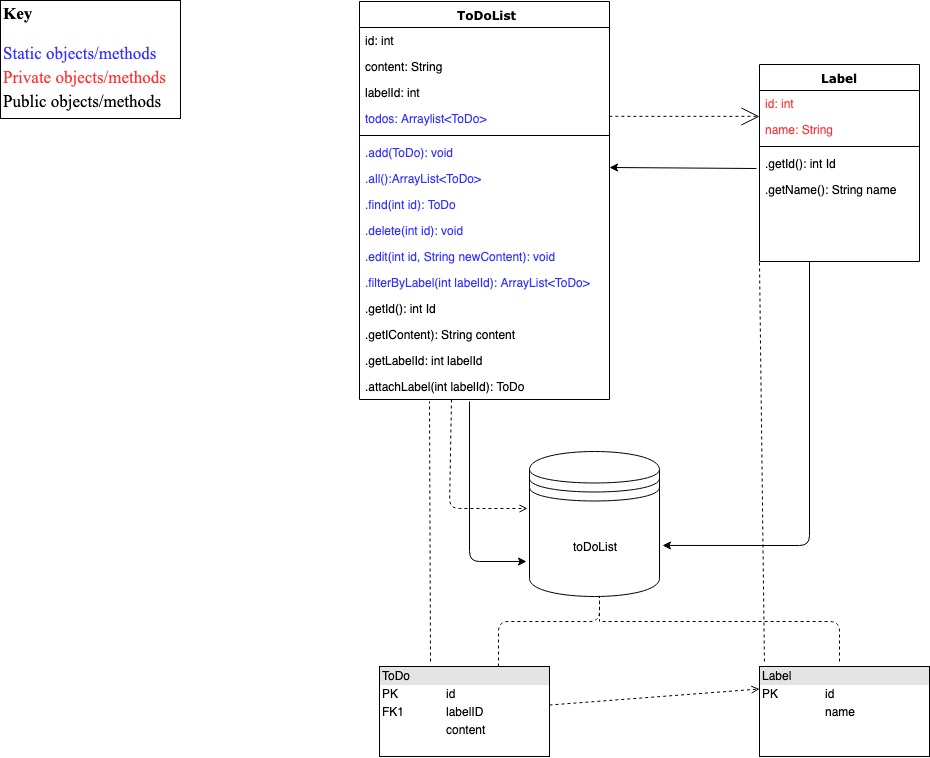 Key
Static objects/methods
Private objects/methods
Public objects/methods
ToDoList
id: int
content: String
labelId: int
todos: Arraylist<ToDo>
.add(ToDo): void
.all():ArrayList<ToDo>
.find(int id): ToDo
.delete(int id): void
.edit(int id, String newContent): void
.filterByLabel(int labelId): ArrayList<ToDo>
.getId(): int Id
.getIContent): String content
.getLabelId: int labelId
.attachLabel(int labelId): ToDo
Label
id: int
name: String
.getId(): int Id
.getName(): String name
toDoList
ToDo
PK id
FK1 labelID
content
Label
PK id
name